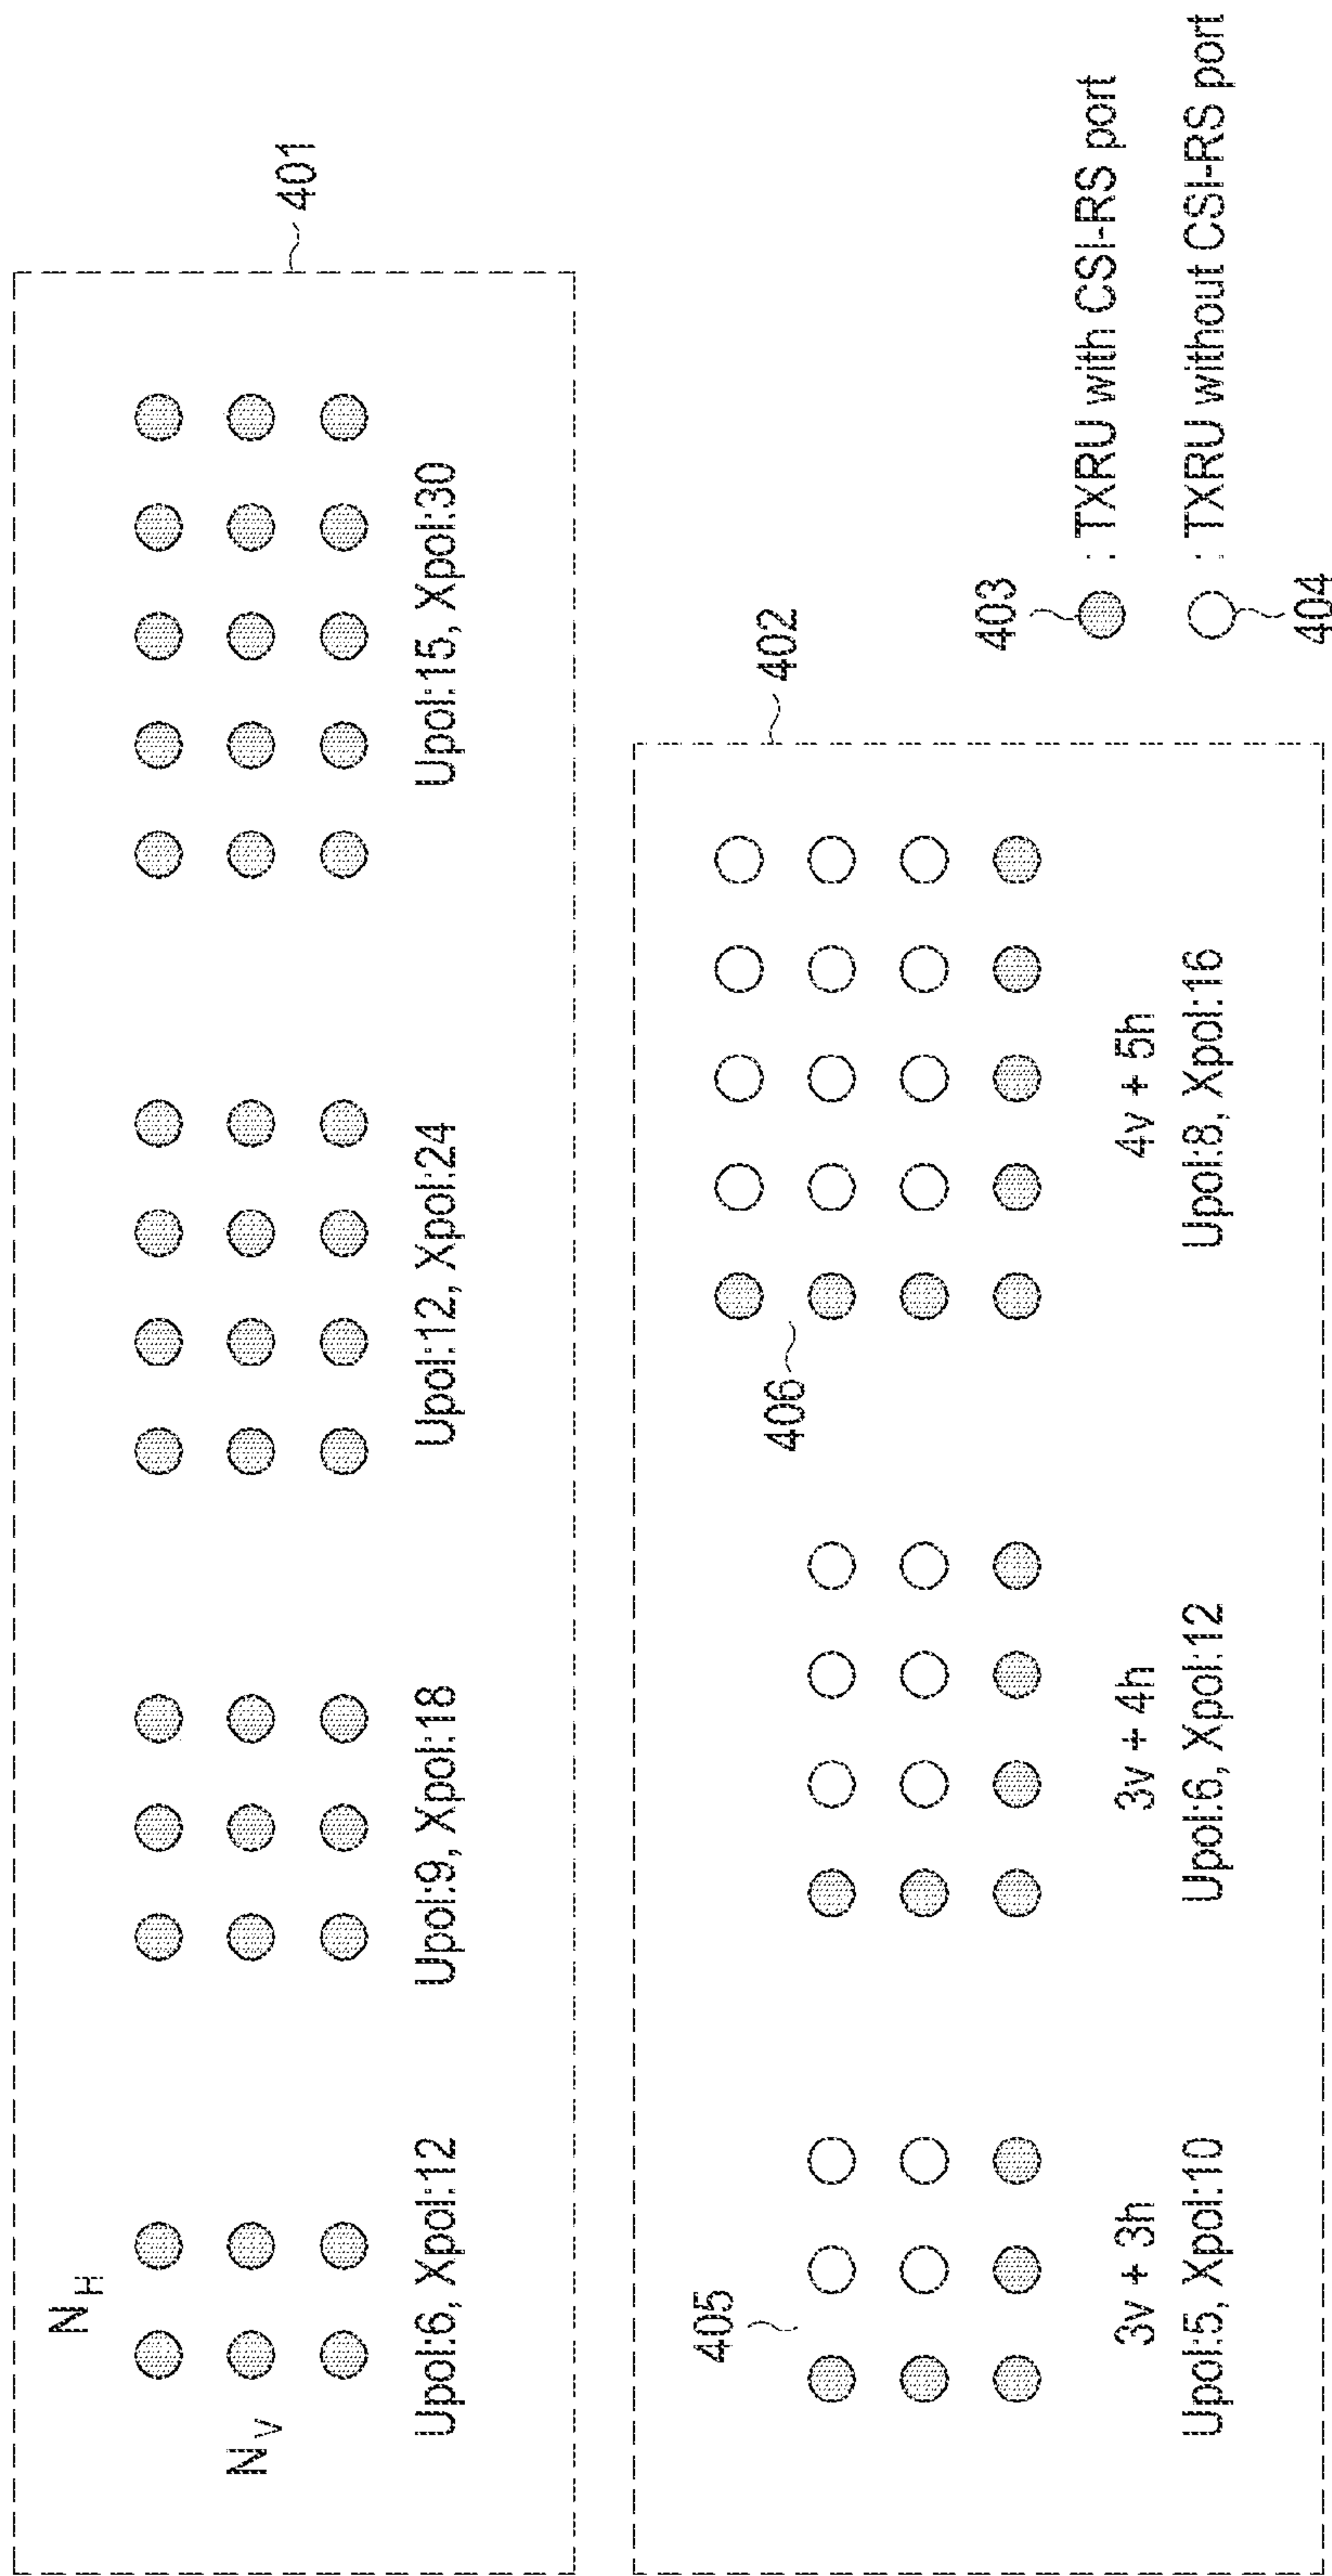 401
N H
N V
Upol:6, Xpol:12
Upol:9, Xpol:18
Upol:12, Xpol:24
Upol:15, Xpol:30
402
405
406
3v + 3h
Upol:5, Xpol:10
3v + 4h
Upol:6, Xpol:12
4v + 5h
Upol:8, Xpol:16
403
: TXRU with CSI-RS port
: TXRU without CSI-RS port
404